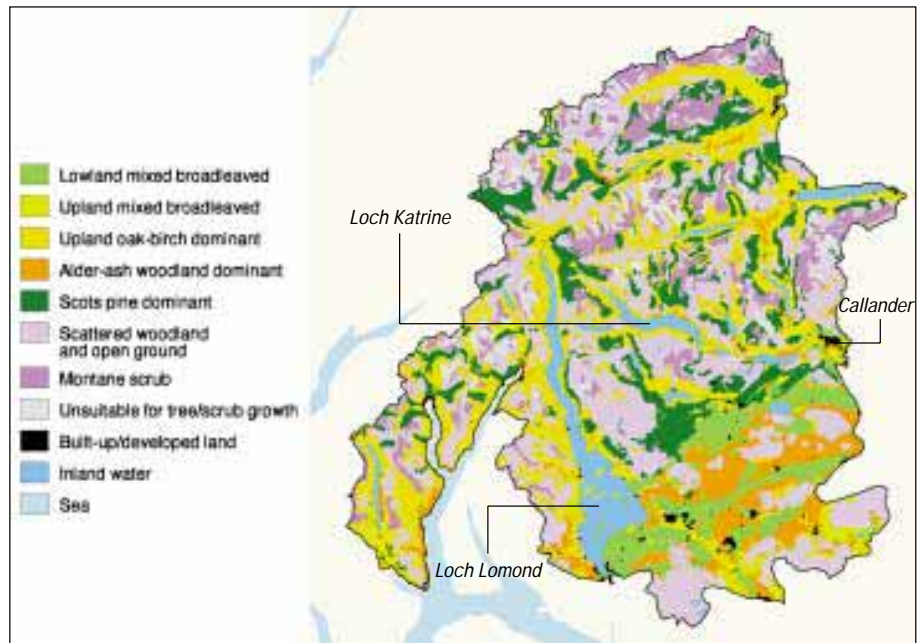 Lowland mixed broadleaved
Upland mixed broadleaved
Upland oak-birch dominant
Alder-ash woodland dominant
Scots pine dominant
Scattered woodland
and open ground
Montane scrub
Unsuitable for tree/scrub growth
Built-up/developed land
Inland water
Sea
Loch Katrine
Callander
Loch Lomond